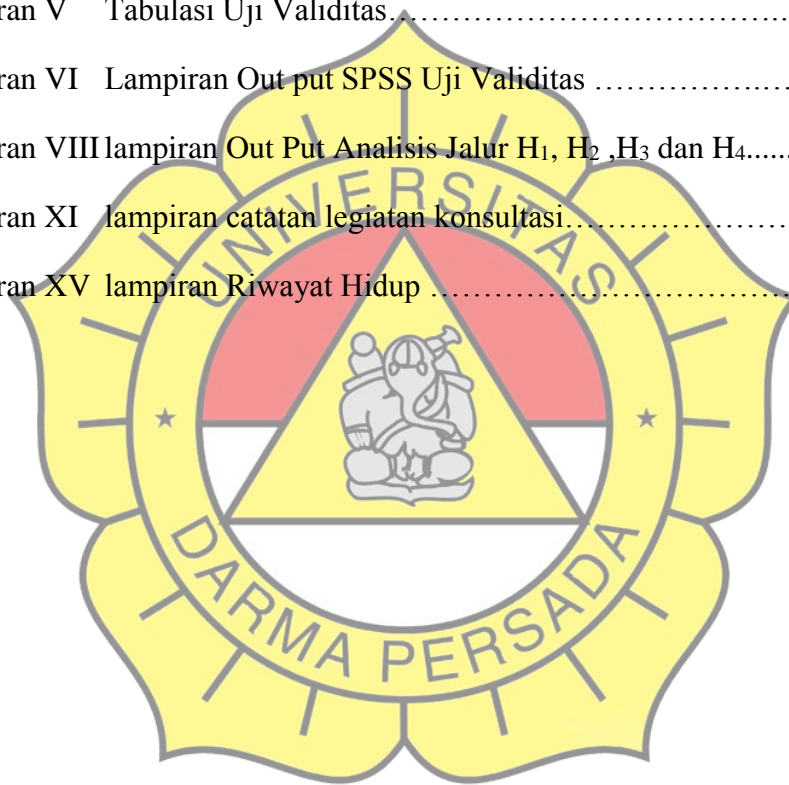 ran V Tabulasi Uji Validitas……………………………………..
ran VI Lampiran Out put SPSS Uji Validitas ……………..…
ran VIII lampiran Out Put Analisis Jalur H₁, H₂ ,H₃ dan H₄......
ran XI lampiran catatan legiatan konsultasi……………………
ran XV lampiran Riwayat Hidup ……………………………….
UNIVERSITAS
DARMA PERSADA